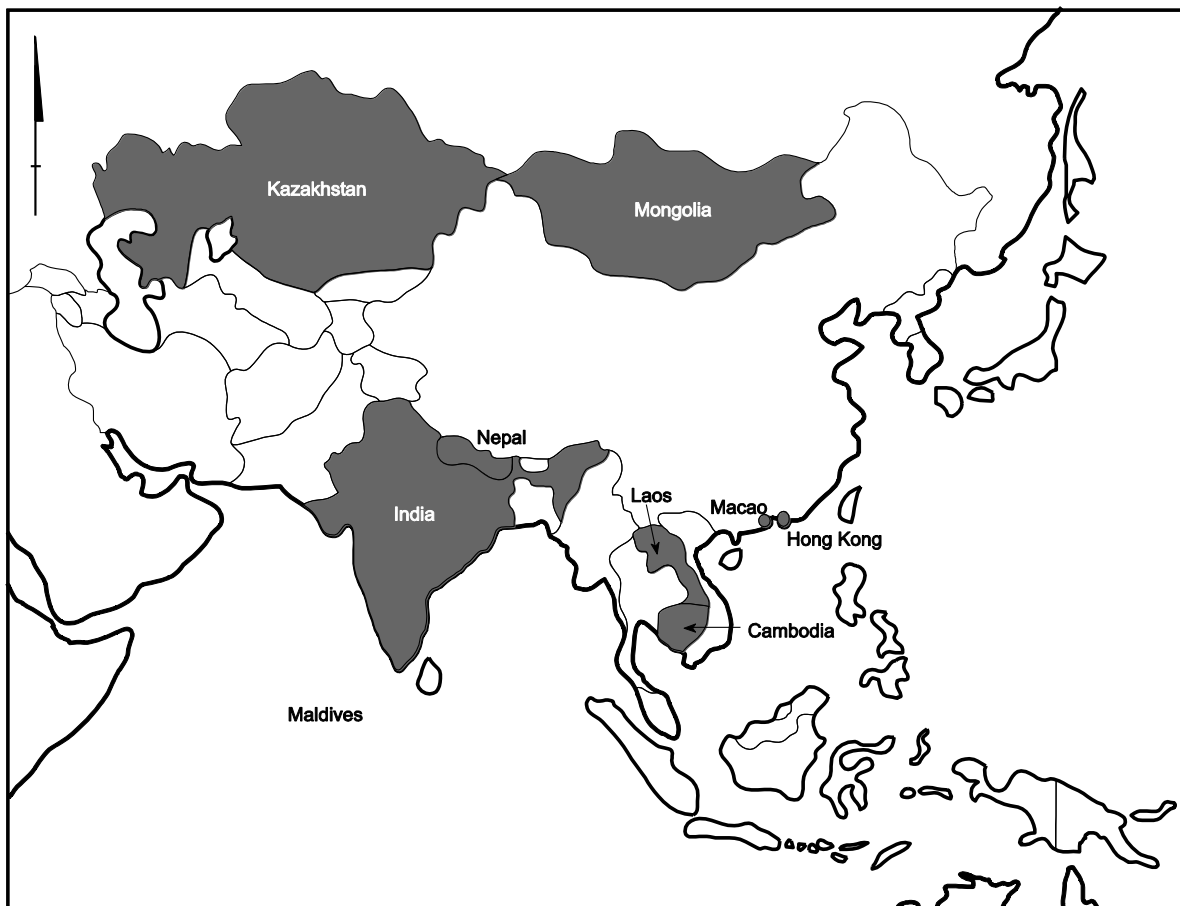 Kazakhstan
Mongolia
Nepal
India
Laos
Macao
Hong Kong
Cambodia
Maldives